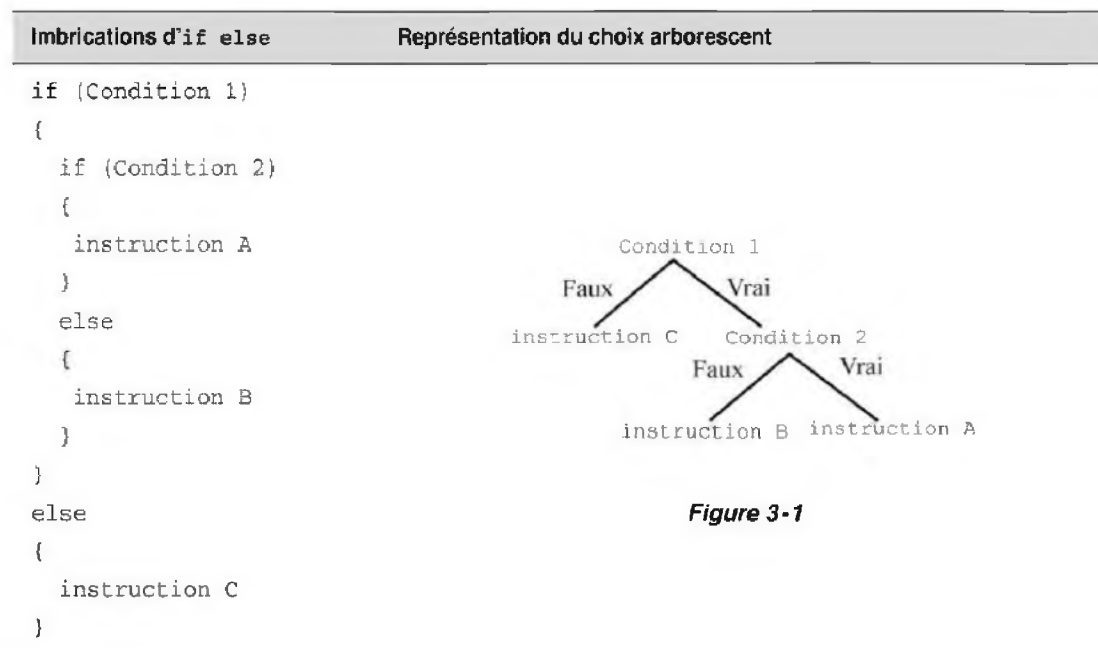 Imbrications d'if else
Représentation du choix arborescent
if (Condition 1)
{
if (Condition 2)
{
instruction A
}
else
{
instruction B
}
}
else
{
instruction C
}
Condition 1
Faux Vrai
instruction C Condition 2
Faux Vrai
instruction B instruction A
Figure 3-1